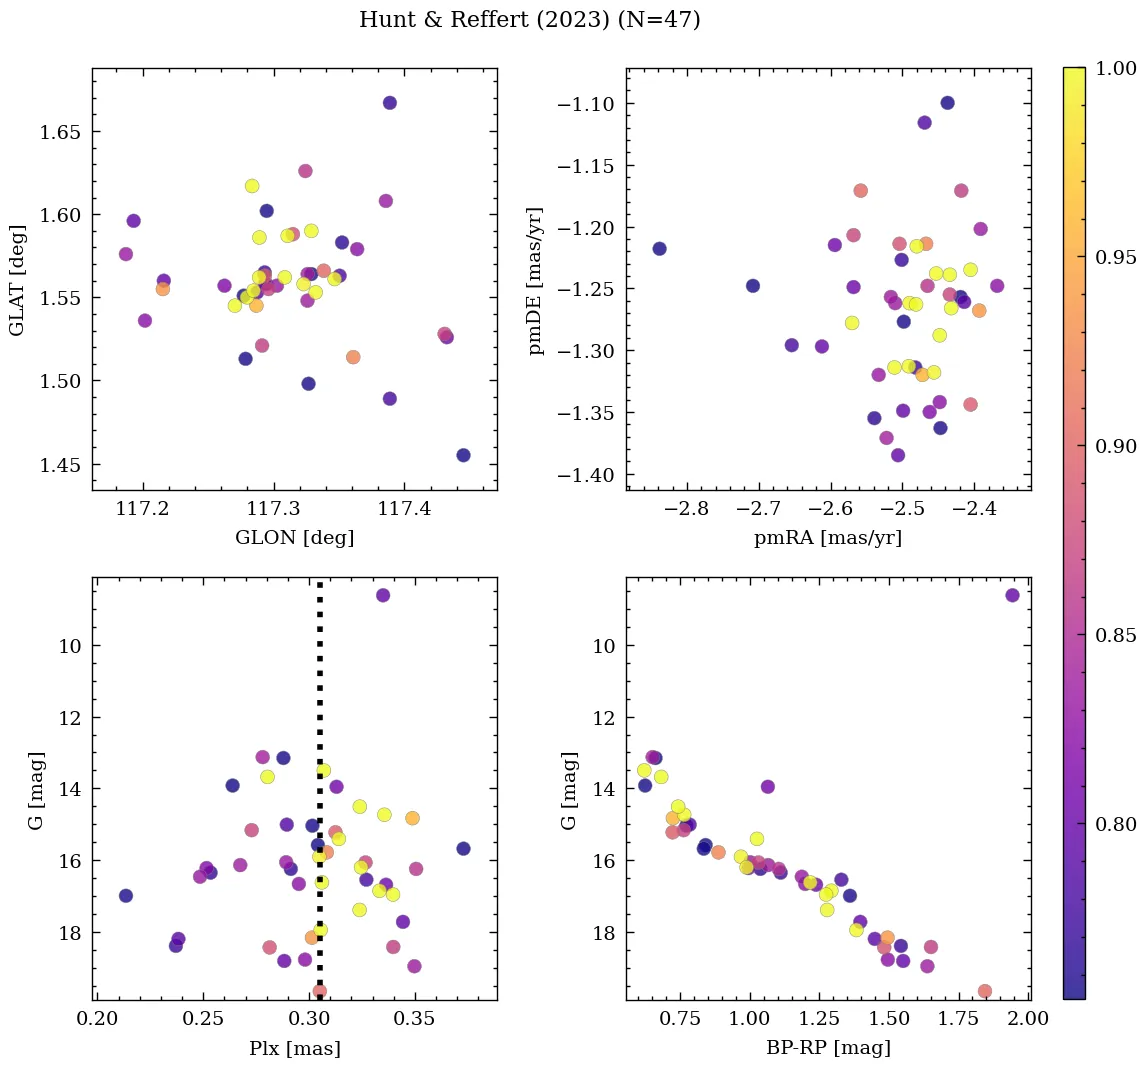 Hunt & Reffert (2023) (N=47)
1.65
1.60
1.55
1.50
1.45
GLAT [deg]
117.2 117.3 117.4
GLON [deg]
−1.10
−1.15
−1.20
−1.25
−1.30
−1.35
−1.40
pmDE [mas/yr]
−2.8 −2.7 −2.6 −2.5 −2.4
pmRA [mas/yr]
1.00
0.95
0.90
0.85
0.80
10
12
14
16
18
G [mag]
0.20 0.25 0.30 0.35
Plx [mas]
10
12
14
16
18
G [mag]
0.75 1.00 1.25 1.50 1.75 2.00
BP-RP [mag]